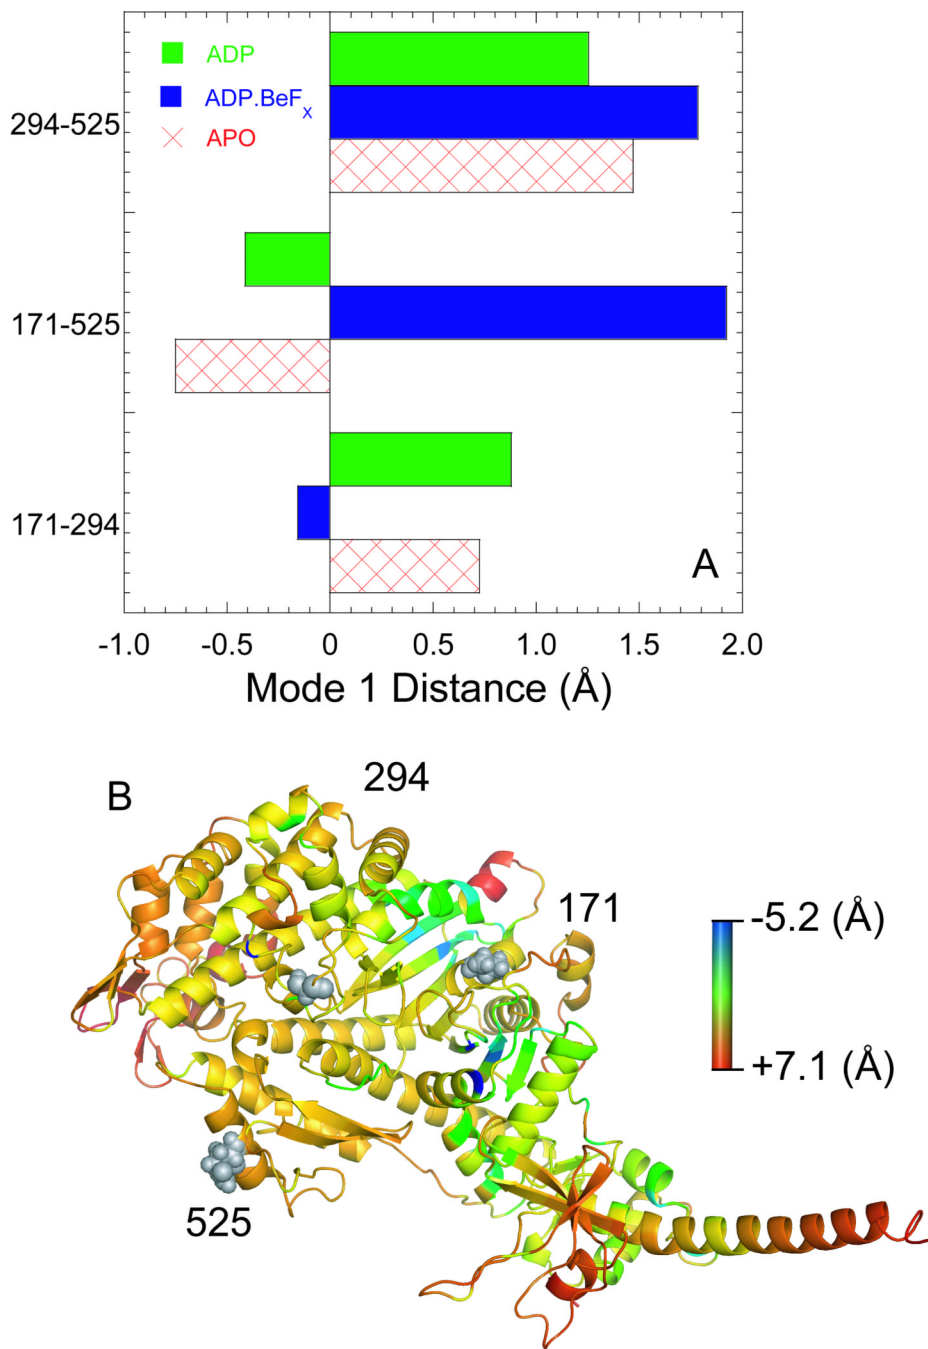 ADP
ADP.BeFx
APO
294-525
171-525
171-294
A
-1.0 -0.5 0 0.5 1.0 1.5 2.0
Mode 1 Distance (Å)
B
294
171
525
-5.2 (Å)
+7.1 (Å)